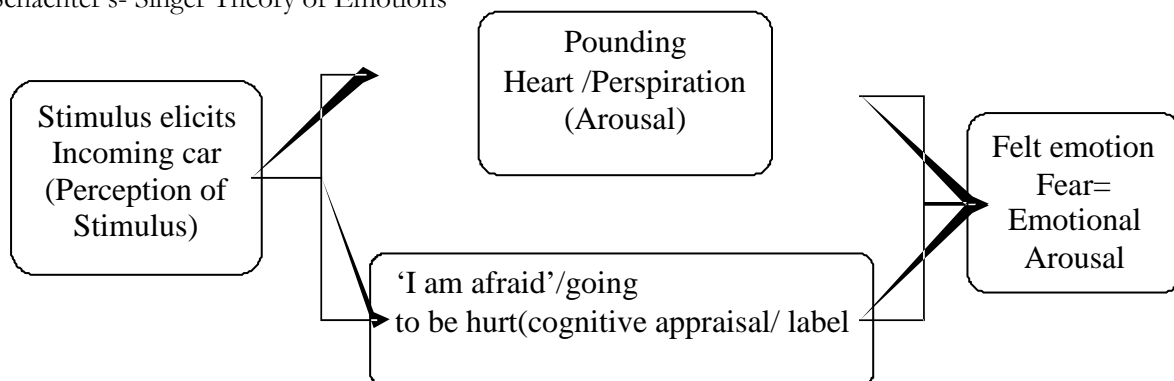 Schachter's- Singer Theory of Emotions
Pounding
Heart /Perspiration
(Arousal)
Stimulus elicits
Incoming car
(Perception of
Stimulus)
‘I am afraid’/going
to be hurt(cognitive appraisal/ label
Felt emotion
Fear=
Emotional
Arousal